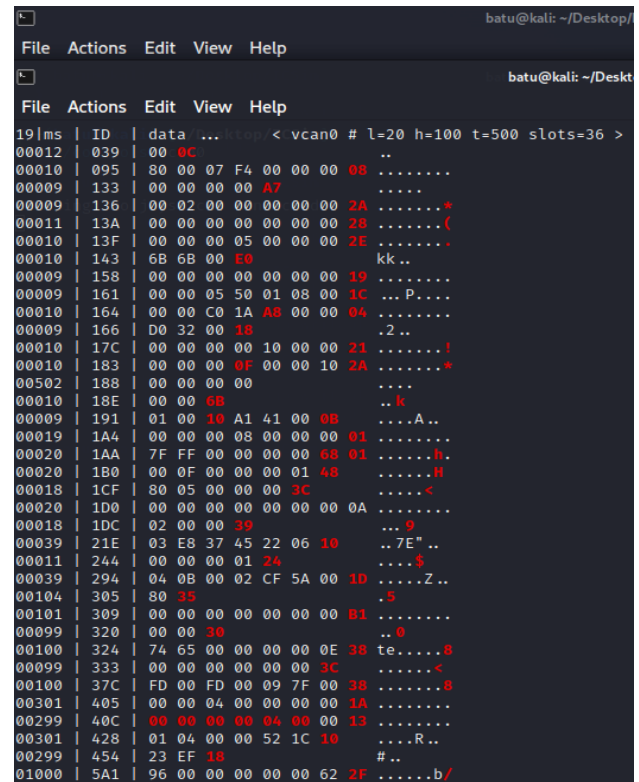 batu@kali: ~/Desktop/
File Actions Edit View Help
batu@kali: ~/Deskt
File Actions Edit View Help
19|ms | ID | data ... < vcan0 # l=20 h=100 t=500 slots=36 >
00012 | 039 | 00 0C ..
00010 | 095 | 80 00 07 F4 00 00 00 08 ........
00009 | 133 | 00 00 00 00 A7 .....
00009 | 136 | 00 02 00 00 00 00 00 2A .......*
00011 | 13A | 00 00 00 00 00 00 00 28 .......(
00010 | 13F | 00 00 00 05 00 00 00 2E ........
00010 | 143 | 6B 6B 00 E0 kk..
00009 | 158 | 00 00 00 00 00 00 00 19 ........
00009 | 161 | 00 00 05 50 01 08 00 1C ...P....
00010 | 164 | 00 00 C0 1A A8 00 00 04 ........
00009 | 166 | D0 32 00 18 .2..
00010 | 17C | 00 00 00 00 10 00 00 21 .......!
00010 | 183 | 00 00 00 0F 00 00 10 2A .......*
00502 | 188 | 00 00 00 00 ....
00010 | 18E | 00 00 6B ..k
00009 | 191 | 01 00 10 A1 41 00 0B ....A..
00019 | 1A4 | 00 00 00 08 00 00 00 01 ........
00020 | 1AA | 7F FF 00 00 00 00 68 01 ......h.
00020 | 1B0 | 00 0F 00 00 00 01 48 ......H
00018 | 1CF | 80 05 00 00 00 3C .....<
00020 | 1D0 | 00 00 00 00 00 00 00 0A ........
00018 | 1DC | 02 00 00 39 ...9
00039 | 21E | 03 E8 37 45 22 06 10 ..7E"..
00011 | 244 | 00 00 00 01 24 ....$
00039 | 294 | 04 0B 00 02 CF 5A 00 1D .....Z..
00104 | 305 | 80 35 .5
00101 | 309 | 00 00 00 00 00 00 00 B1 ........
00099 | 320 | 00 00 30 ..0
00100 | 324 | 74 65 00 00 00 00 0E 38 te.....8
00099 | 333 | 00 00 00 00 00 00 3C ......<
00100 | 37C | FD 00 FD 00 09 7F 00 38 .......8
00301 | 405 | 00 00 04 00 00 00 00 1A ........
00299 | 40C | 00 00 00 00 04 00 00 13 ........
00301 | 428 | 01 04 00 00 52 1C 10 ....R..
00299 | 454 | 23 EF 18 #..
01000 | 5A1 | 96 00 00 00 00 00 62 2F ......b/